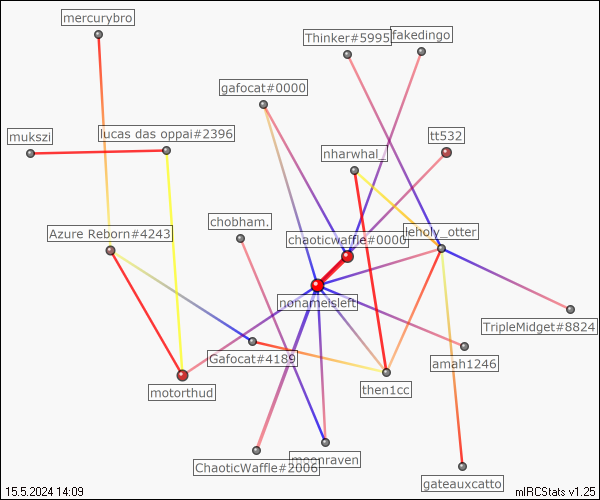 mercurybro
Thinker#5995
fakedingo
gafocat#0000
mukszi
lucas das oppai#2396
tt532
nharwhal_
chobham.
Azure Reborn#4243
chaoticwaffle#0000
leholy_otter
nonameisleft
TripleMidget#8824
Gafocat#4189
amah1246
motorthud
then1cc
ChaoticWaffle#2006
moonraven
gateauxcatto
15.5.2024 14:09
mIRCStats v1.25